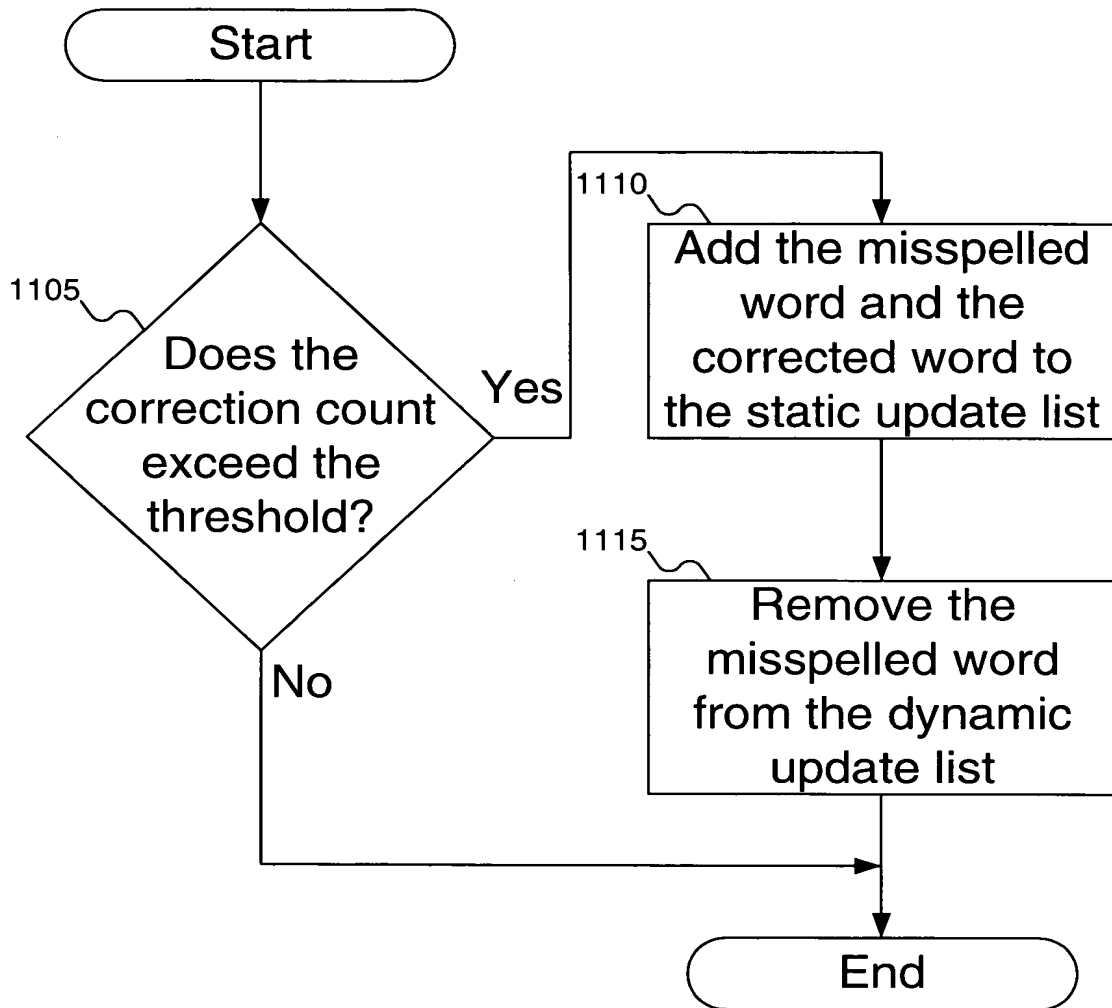 Start
1105
Does the
correction count
exceed the
threshold?
Yes
No
1110
Add the misspelled
word and the
corrected word to
the static update list
1115
Remove the
misspelled word
from the dynamic
update list
End